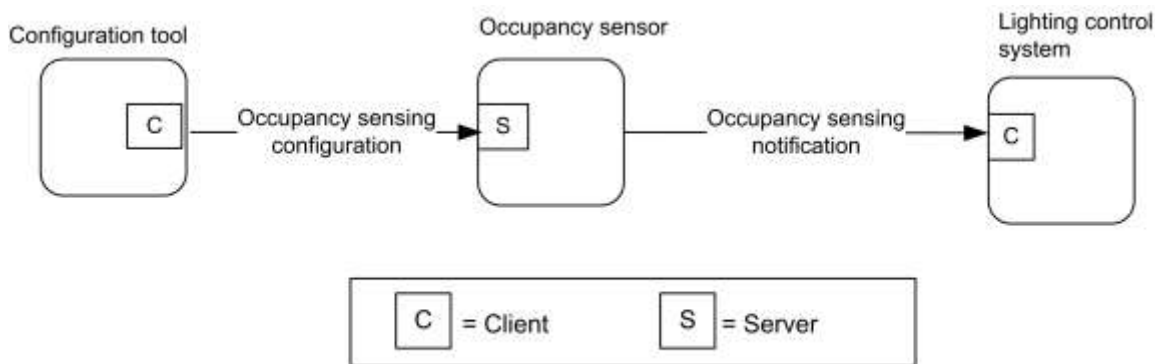 Configuration tool
Occupancy sensor
Lighting control
system
C
Occupancy sensing
configuration
S
Occupancy sensing
notification
C
C = Client
S = Server